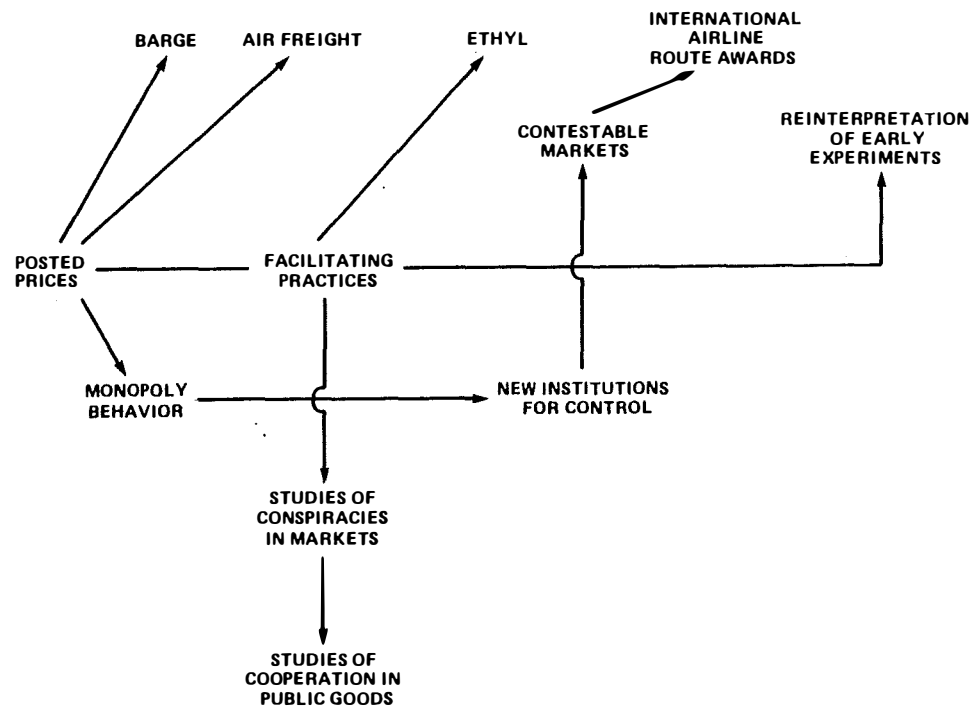 INTERNATIONAL
AIRLINE
ROUTE AWARDS
BARGE
AIR FREIGHT
ETHYL
CONTESTABLE
MARKETS
REINTERPRETATION
OF EARLY
EXPERIMENTS
POSTED
PRICES
FACILITATING
PRACTICES
MONOPOLY
BEHAVIOR
NEW INSTITUTIONS
FOR CONTROL
STUDIES OF
CONSPIRACIES
IN MARKETS
STUDIES OF
COOPERATION IN
PUBLIC GOODS